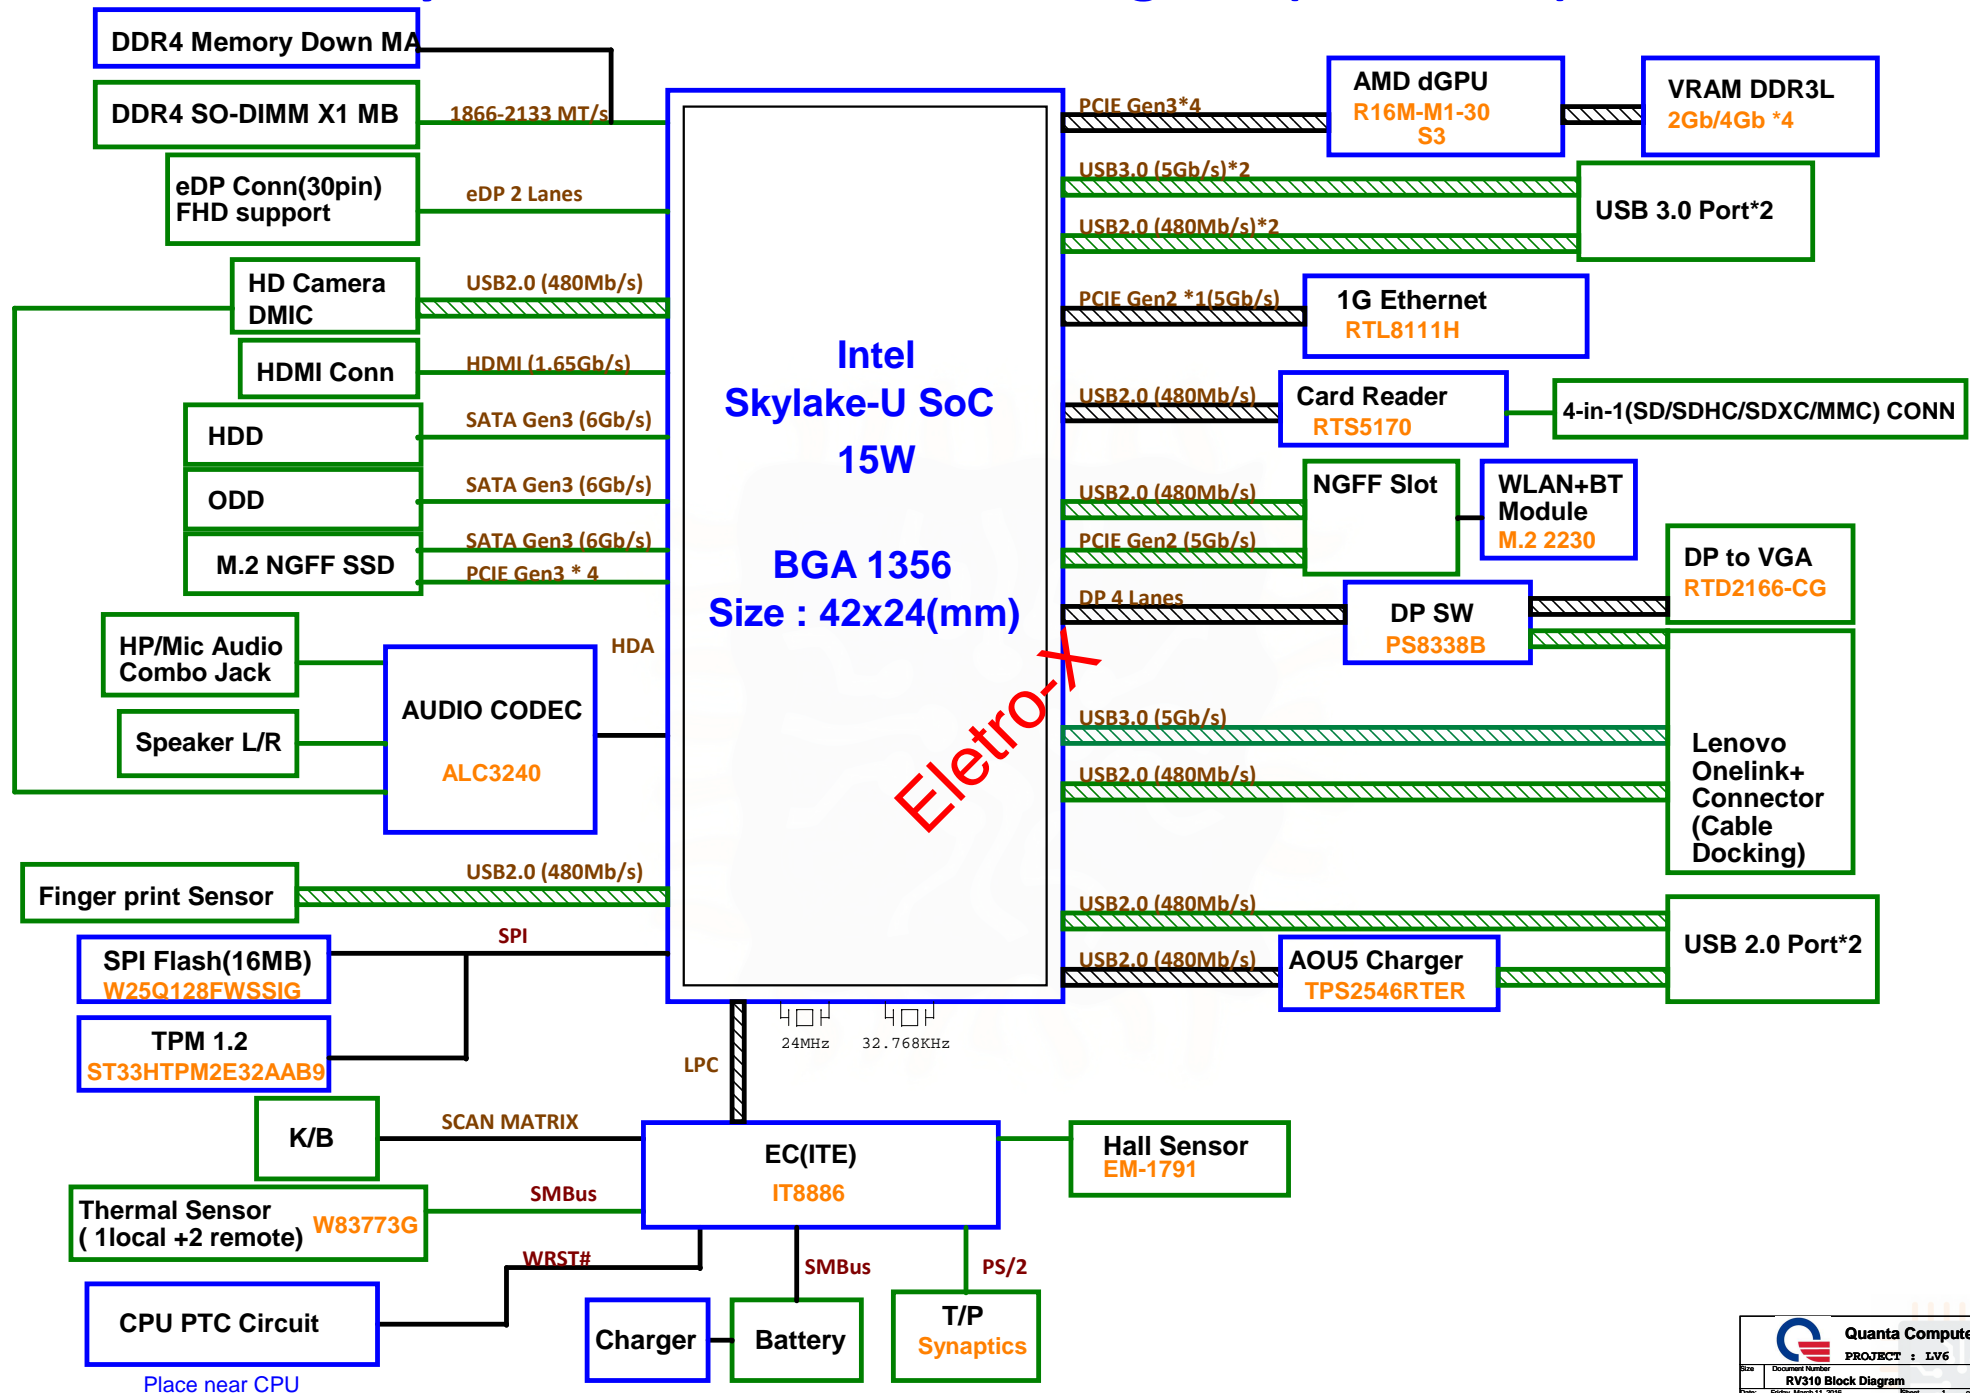 DDR4 Memory Down MA
DDR4 SO-DIMM X1 MB
1866-2133 MT/s
eDP Conn(30pin)
FHD support
eDP 2 Lanes
HD Camera
DMIC
USB2.0 (480Mb/s)
HDMI Conn
HDMI (1.65Gb/s)
HDD
SATA Gen3 (6Gb/s)
ODD
SATA Gen3 (6Gb/s)
M.2 NGFF SSD
SATA Gen3 (6Gb/s)
PCIE Gen3 * 4
HP/Mic Audio
Combo Jack
Speaker L/R
AUDIO CODEC
ALC3240
HDA
Finger print Sensor
USB2.0 (480Mb/s)
SPI Flash(16MB)
W25Q128FWSSIG
SPI
TPM 1.2
ST33HTPM2E32AAB9
Intel
Skylake-U SoC
15W
BGA 1356
Size : 42x24(mm)
Eletro-X
24MHz
32.768KHz
LPC
PCIE Gen3*4
AMD dGPU
R16M-M1-30
S3
VRAM DDR3L
2Gb/4Gb *4
USB3.0 (5Gb/s)*2
USB2.0 (480Mb/s)*2
USB 3.0 Port*2
PCIE Gen2 *1(5Gb/s)
1G Ethernet
RTL8111H
USB2.0 (480Mb/s)
Card Reader
RTS5170
4-in-1(SD/SDHC/SDXC/MMC) CONN
USB2.0 (480Mb/s)
PCIE Gen2 (5Gb/s)
NGFF Slot
WLAN+BT
Module
M.2 2230
DP 4 Lanes
DP SW
PS8338B
DP to VGA
RTD2166-CG
USB3.0 (5Gb/s)
USB2.0 (480Mb/s)
Lenovo
Onelink+
Connector
(Cable
Docking)
USB2.0 (480Mb/s)
USB2.0 (480Mb/s)
AOU5 Charger
TPS2546RTER
USB 2.0 Port*2
K/B
SCAN MATRIX
EC(ITE)
IT8886
Hall Sensor
EM-1791
Thermal Sensor
( 1local +2 remote)
W83773G
SMBus
WRST#
CPU PTC Circuit
Place near CPU
Charger
Battery
SMBus
PS/2
T/P
Synaptics
Quanta Compute
PROJECT : LV6
Size
Document Number
RV310 Block Diagram